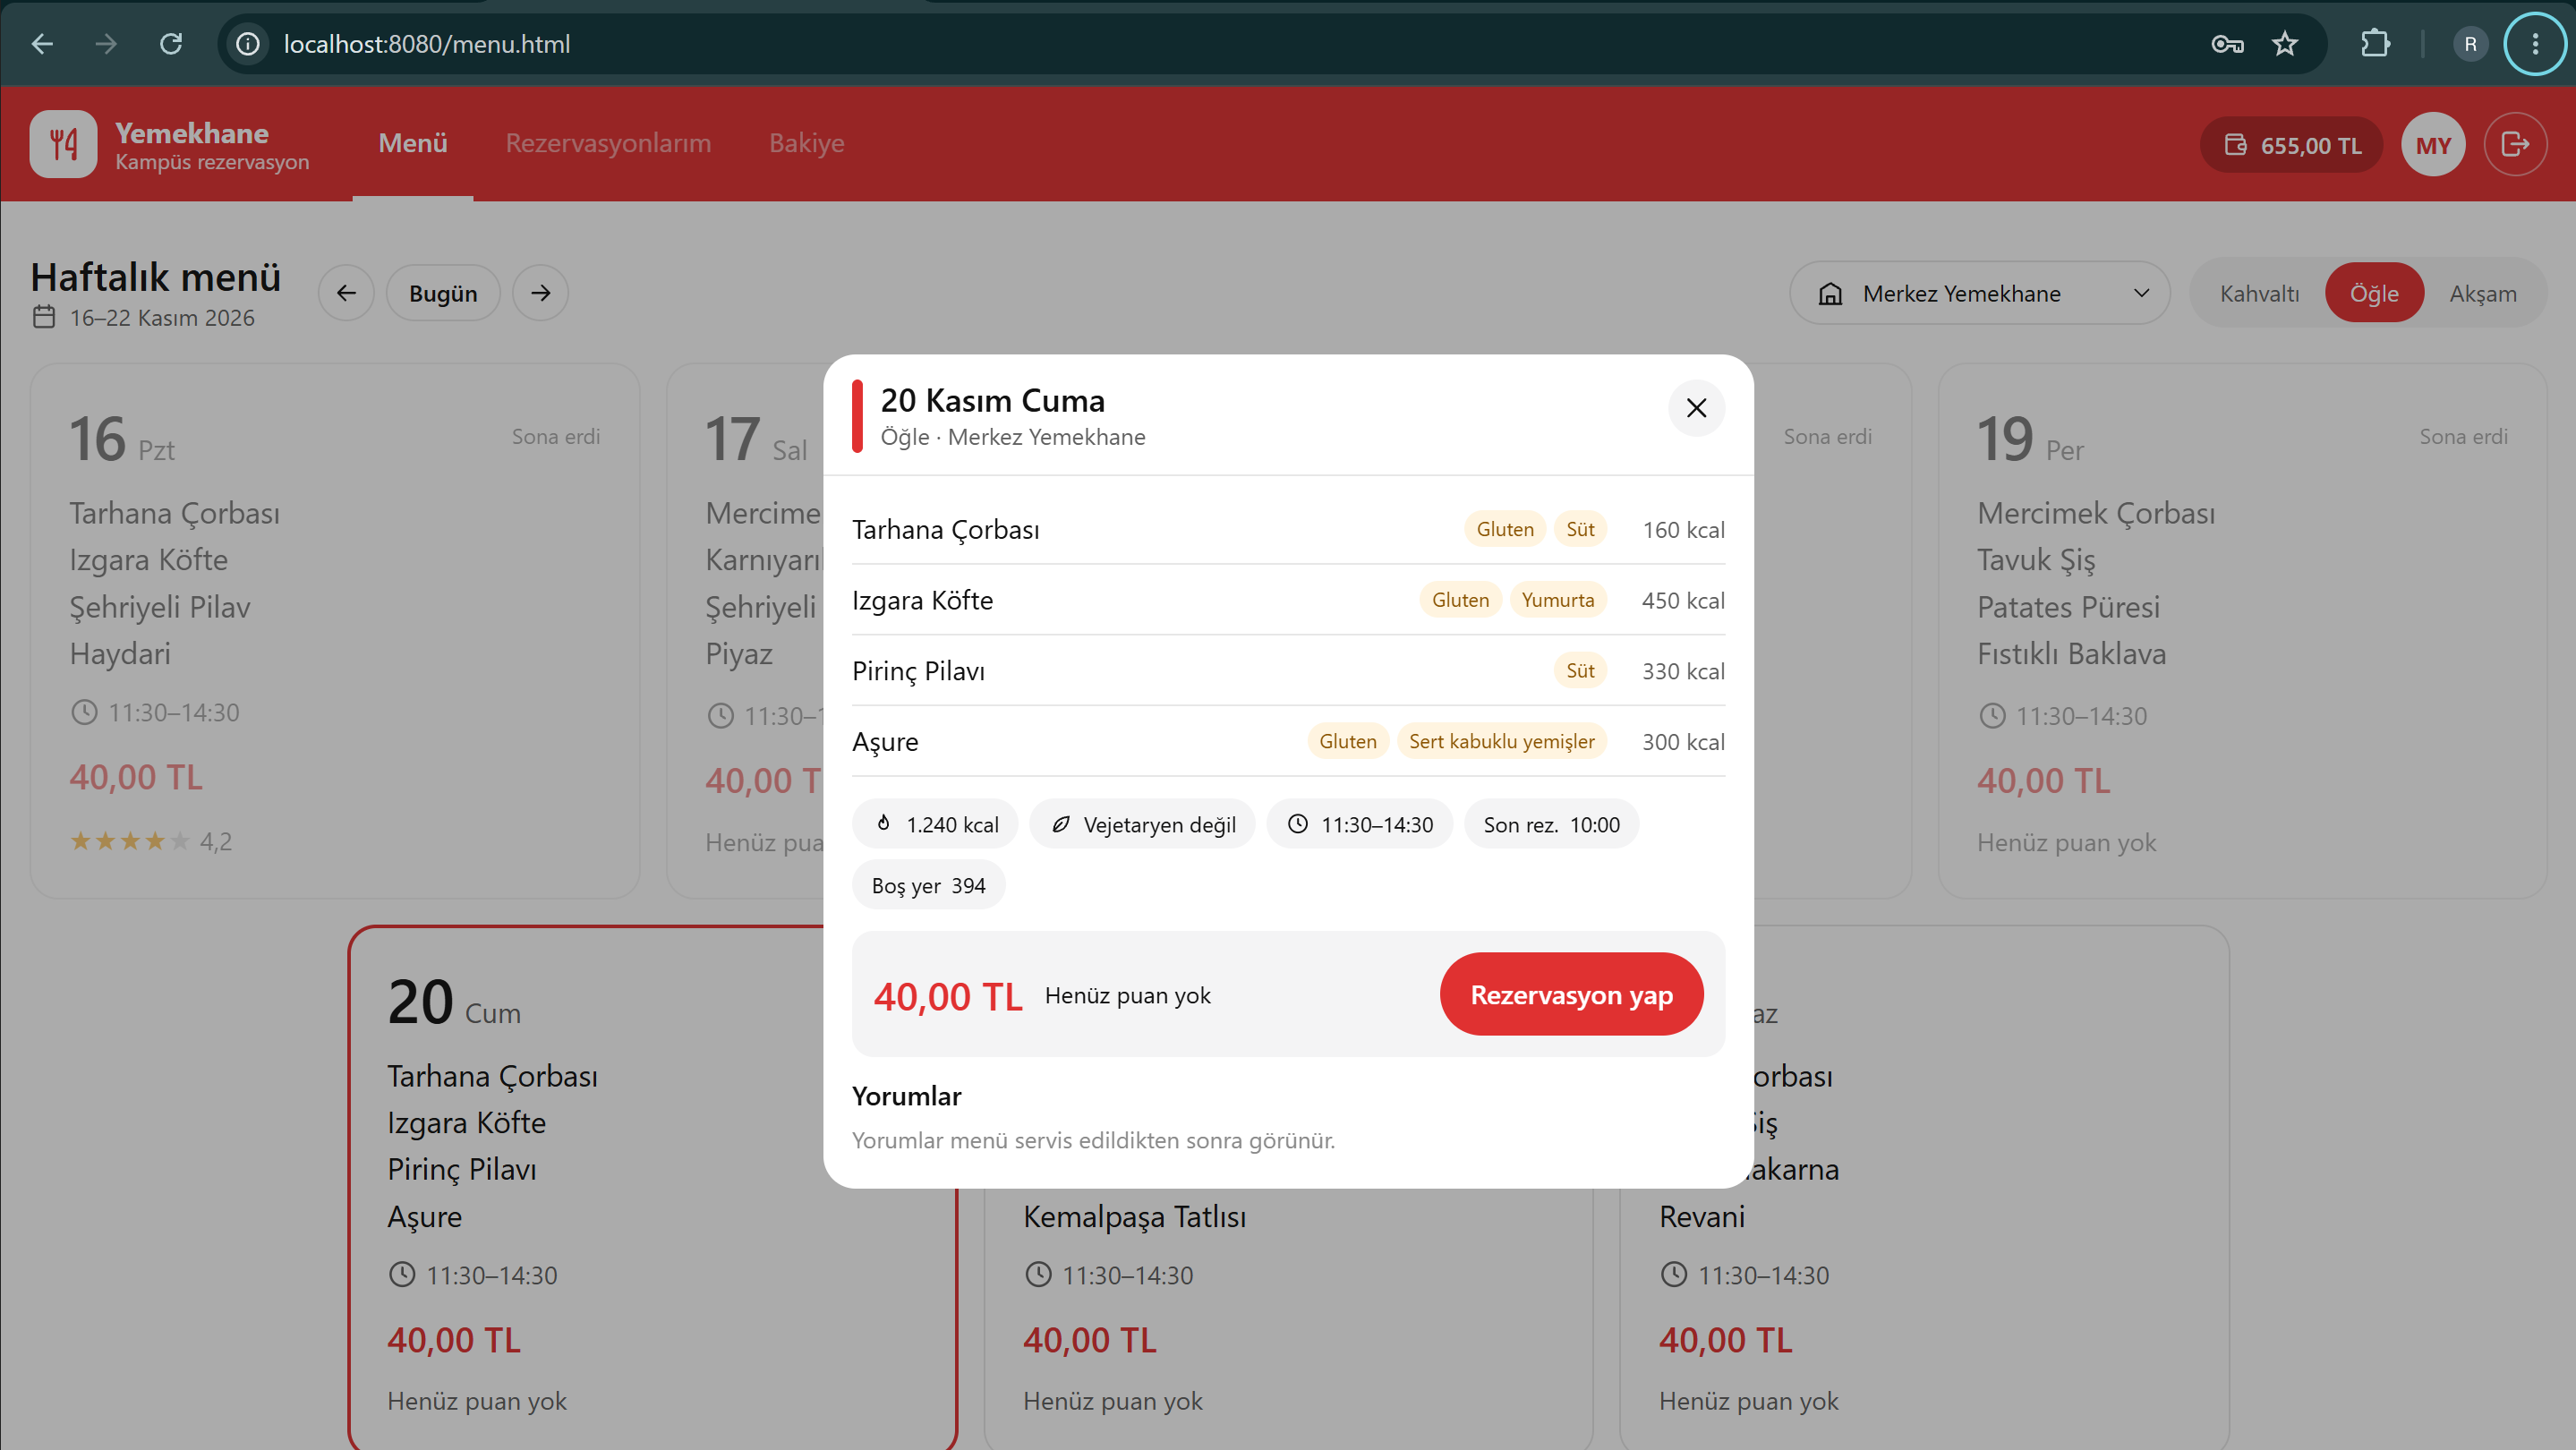 localhost:8080/menu.html
R
Yemekhane
Kampüs rezervasyon
Menü
Rezervasyonlarım
Bakiye
655,00 TL
MY
Haftalık menü
16–22 Kasım 2026
Bugün
Merkez Yemekhane
Kahvaltı
Öğle
Akşam
16 Pzt
Sona erdi
Tarhana Çorbası
Izgara Köfte
Şehriyeli Pilav
Haydari
11:30–14:30
40,00 TL
4,2
17 Sal
Şehriyeli
Piyaz
40,00
Henüz
Sona erdi
19 Per
Sona erdi
Mercimek Çorbası
Tavuk Şiş
Patates Püresi
Fıstıklı Baklava
11:30–14:30
40,00 TL
Henüz puan yok
20 Kasım Cuma
Öğle · Merkez Yemekhane
Tarhana Çorbası
Gluten
Süt
160 kcal
Izgara Köfte
Gluten
Yumurta
450 kcal
Pirinç Pilavı
Süt
330 kcal
Aşure
Gluten
Sert kabuklu yemişler
300 kcal
1.240 kcal
Vejetaryen değil
11:30–14:30
Son rez. 10:00
Boş yer 394
40,00 TL
Henüz puan yok
Rezervasyon yap
Yorumlar
Yorumlar menü servis edildikten sonra görünür.
20 Cum
Tarhana Çorbası
Izgara Köfte
Pirinç Pilavı
Aşure
11:30–14:30
40,00 TL
Henüz puan yok
Kemalpaşa Tatlısı
11:30–14:30
40,00 TL
Henüz puan yok
Revani
11:30–14:30
40,00 TL
Henüz puan yok